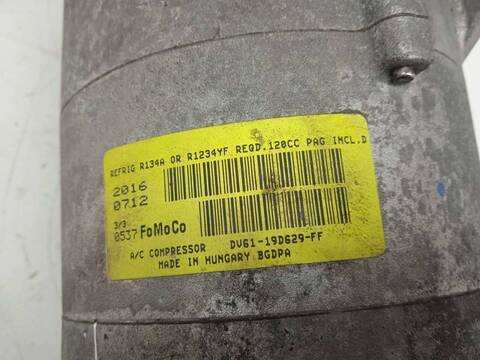 REFRIG R134A OR R1234YF REQD.120CC PAG INCL.D
2016
0712
3/3
0537 FoMoCo
A/C COMPRESSOR DV61-19D629-FF
MADE IN HUNGARY BGDPA